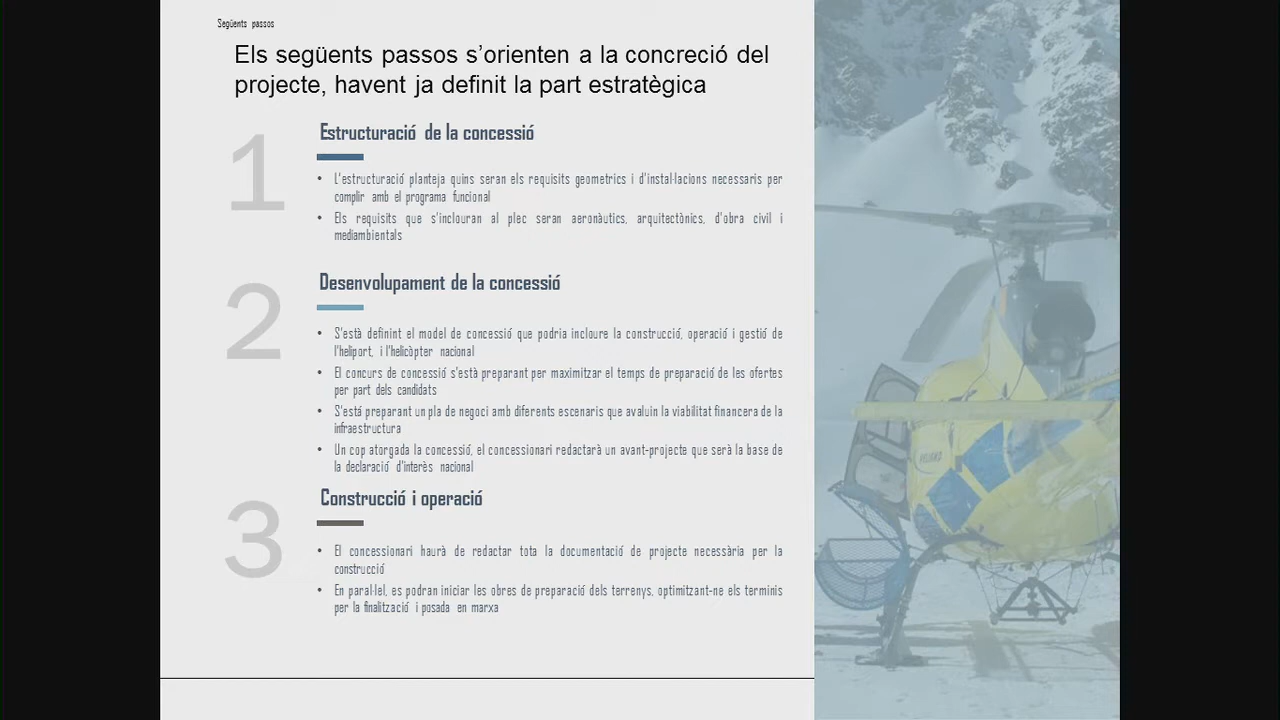 Següents passos
Els següents passos s'orienten a la concreció del
projecte, havent ja definit la part estratègica
1
Estructuració de la concessió
• L'estructuració planteja quins seran els requisits geometrics i d'instal·lacions necessaris per
complir amb el programa funcional
• Els requisits que s'inclouran al plec seran aeronàutics, arquitectònics, d'obra civil i
mediambientals
2
Desenvolupament de la concessió
• S'està definint el model de concessió que podria incloure la construcció, operació i gestió de
l'heliport, i l'helicòpter nacional
• El concurs de concessió s'està preparant per maximitzar el temps de preparació de les ofertes
per part dels candidats
• S'està preparant un pla de negoci amb diferents escenaris que avaluin la viabilitat financera de la
infraestructura
• Un cop atorgada la concessió, el concessionari redactarà un avant-projecte que serà la base de
la declaració d'interès nacional
3
Construcció i operació
• El concessionari haurà de redactar tota la documentació de projecte necessària per la
construcció
• En paral·lel, es podran iniciar les obres de preparació dels terrenys, optimitzant-ne els terminis
per la finalització i posada en marxa